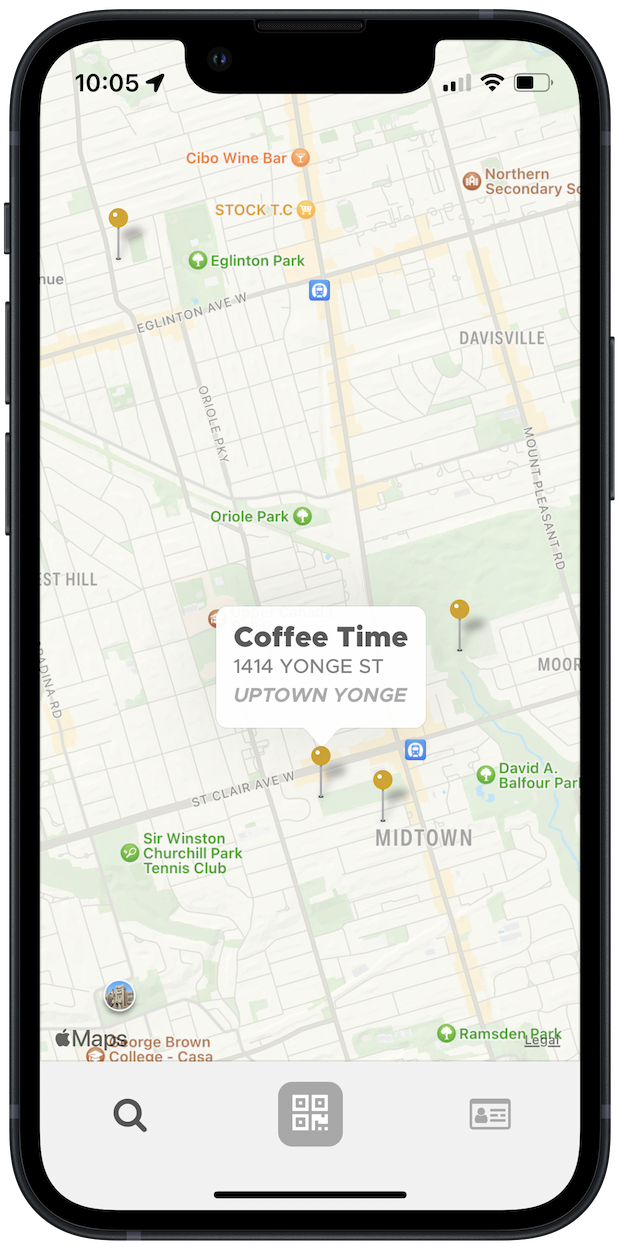 10:05
Cibo Wine Bar
Northern
Secondary Sc
STOCK T.C
Eglinton Park
nue
EGLINTON AVE W
DAVISVILLE
ORIOLE PKY
MOUNT PLEASANT RD
Oriole Park
EST HILL
Coffee Time
1414 YONGE ST
UPTOWN YONGE
MOOR
PADINA RD
ST CLAIR AVE W
David A.
Balfour Park
MIDTOWN
Sir Winston
Churchill Park
Tennis Club
Maps
George Brown
College - Casa
Ramsden Park
Legal